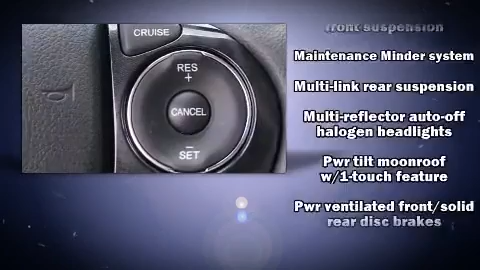 CRUISE
RES
+
CANCEL
–
SET
front suspension
Maintenance Minder system
Multi-link rear suspension
Multi-reflector auto-off
halogen headlights
Pwr tilt moonroof
w/1-touch feature
Pwr ventilated front/solid
rear disc brakes